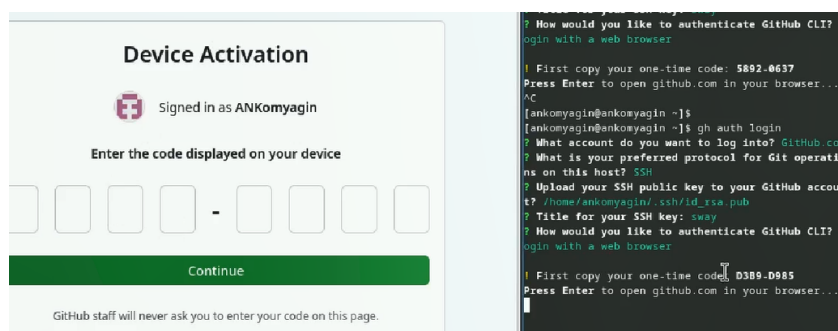 Device Activation
Signed in as ANKomyagin
Enter the code displayed on your device
-
Continue
GitHub staff will never ask you to enter your code on this page.
? How would you like to authenticate GitHub CLI?
ogin with a web browser
! First copy your one-time code: 5892-0637
Press Enter to open github.com in your browser...
^C
[ankomyagin@ankomyagin ~]$
[ankomyagin@ankomyagin ~]$ gh auth login
? What account do you want to log into? GitHub.co
? What is your preferred protocol for Git operati
ns on this host? SSH
? Upload your SSH public key to your GitHub accou
t? /home/ankomyagin/.ssh/id_rsa.pub
? Title for your SSH key: sway
? How would you like to authenticate GitHub CLI?
ogin with a web browser
! First copy your one-time code: D3B9-D985
Press Enter to open github.com in your browser...